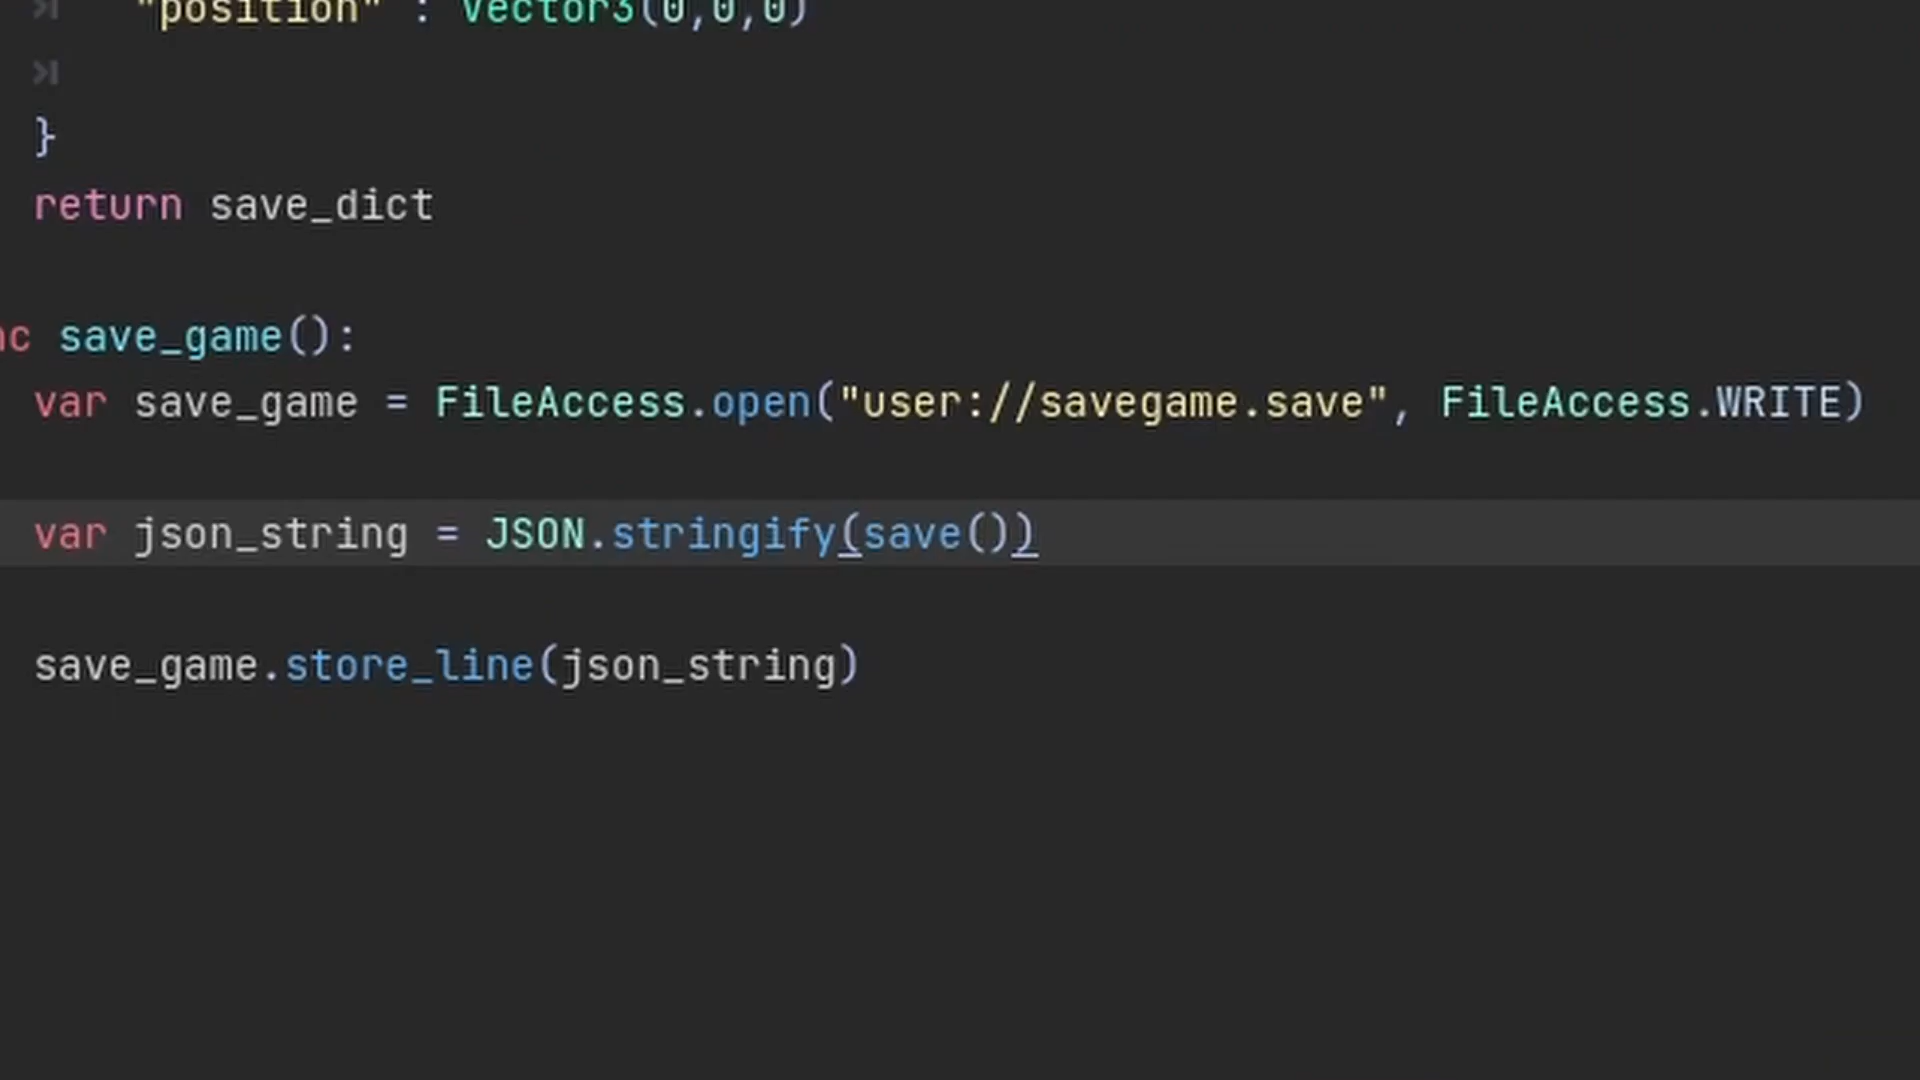 "position" : Vector3(0,0,0)
}
return save_dict
nc save_game():
var save_game = FileAccess.open("user://savegame.save", FileAccess.WRITE)
var json_string = JSON.stringify(save())
save_game.store_line(json_string)